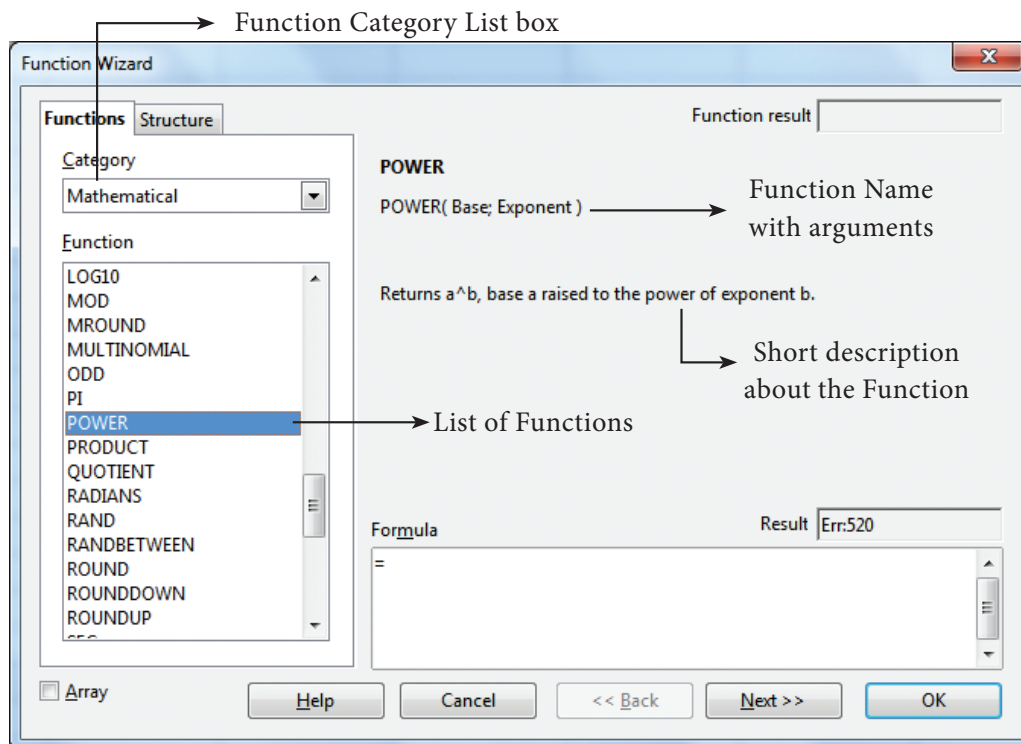 Function Category List box
Function Wizard
Functions Structure
Function result
Category
Mathematical
Function
LOG10
MOD
MROUND
MULTINOMIAL
ODD
PI
POWER
PRODUCT
QUOTIENT
RADIANS
RAND
RANDBETWEEN
ROUND
ROUNDDOWN
ROUNDUP
POWER
POWER( Base; Exponent )
Function Name
with arguments
Returns a^b, base a raised to the power of exponent b.
Short description
about the Function
List of Functions
Formula
Result Err:520
=
Array
Help
Cancel
<< Back
Next >>
OK